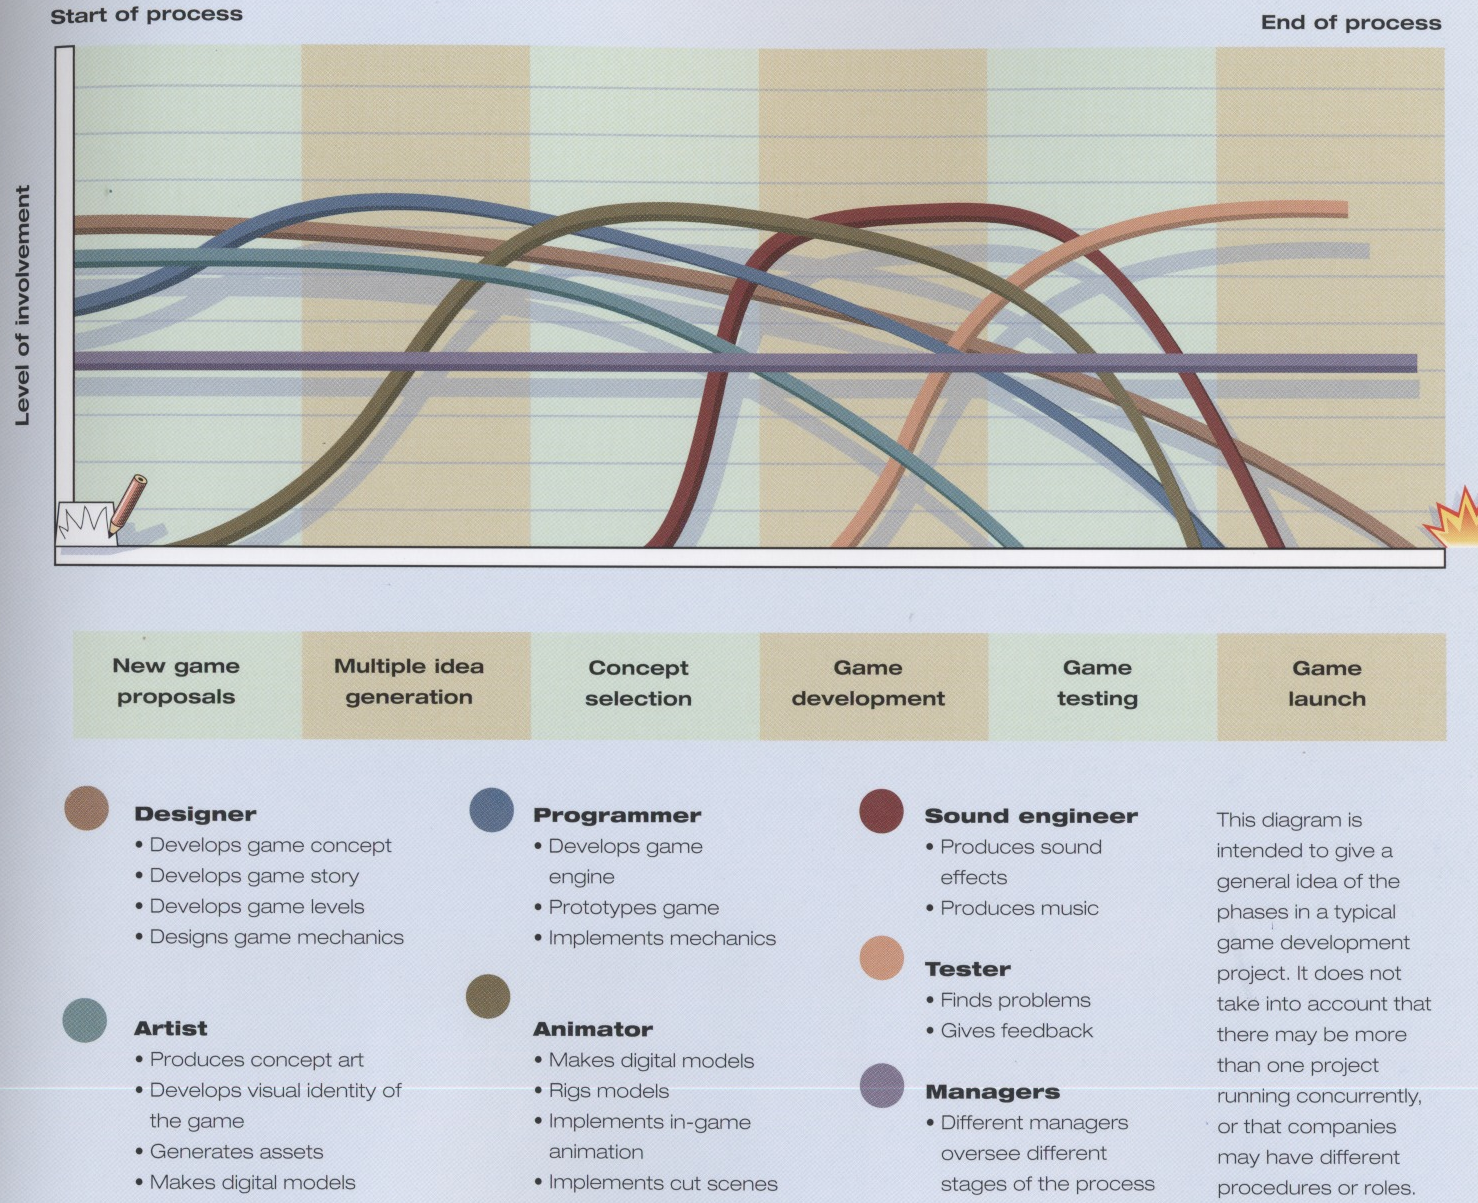 Start of process
End of process
Level of involvement
New game
proposals
Multiple idea
generation
Concept
selection
Game
development
Game
testing
Game
launch
Designer
• Develops game concept
• Develops game story
• Develops game levels
• Designs game mechanics
Artist
• Produces concept art
• Develops visual identity of
the game
• Generates assets
• Makes digital models
Programmer
• Develops game
engine
• Prototypes game
• Implements mechanics
Animator
• Makes digital models
• Rigs models
• Implements in-game
animation
• Implements cut scenes
Sound engineer
• Produces sound
effects
• Produces music
Tester
• Finds problems
• Gives feedback
Managers
• Different managers
oversee different
stages of the process
This diagram is
intended to give a
general idea of the
phases in a typical
game development
project. It does not
take into account that
there may be more
than one project
running concurrently,
or that companies
may have different
procedures or roles.